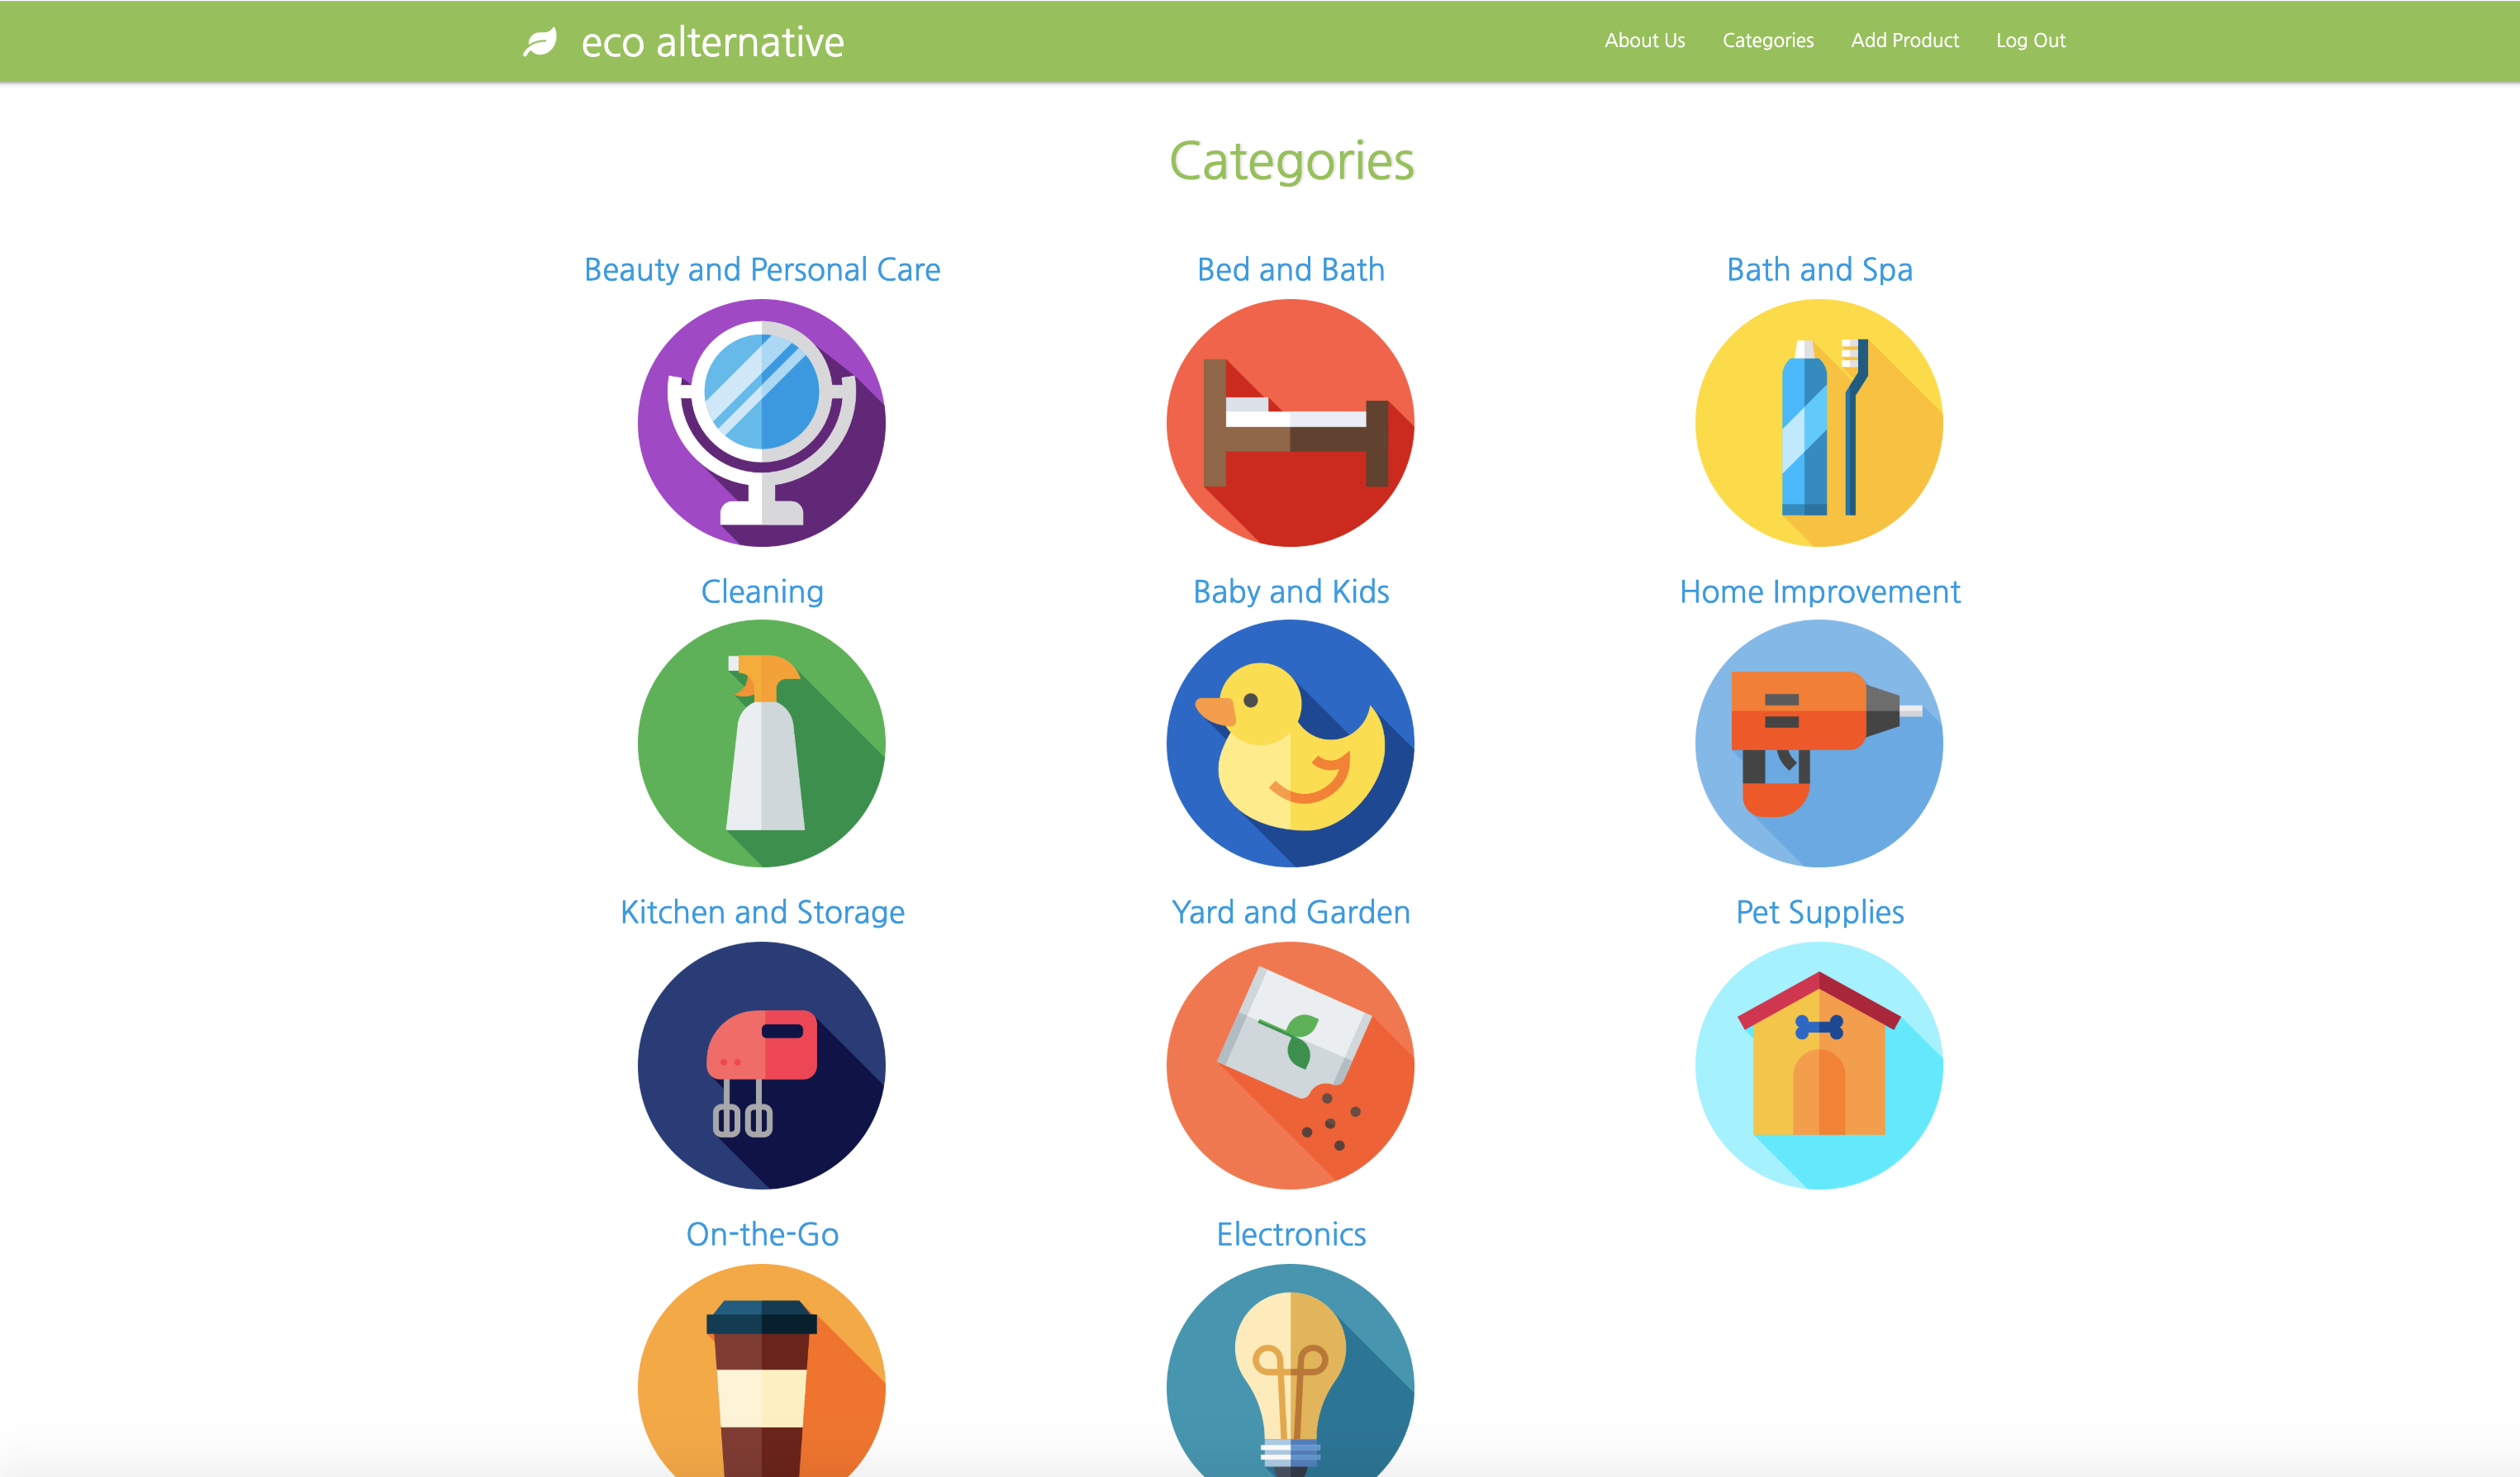 eco alternative
About Us
Categories
Add Product
Log Out
Categories
Beauty and Personal Care
Bed and Bath
Bath and Spa
Cleaning
Baby and Kids
Home Improvement
Kitchen and Storage
Yard and Garden
Pet Supplies
On-the-Go
Electronics